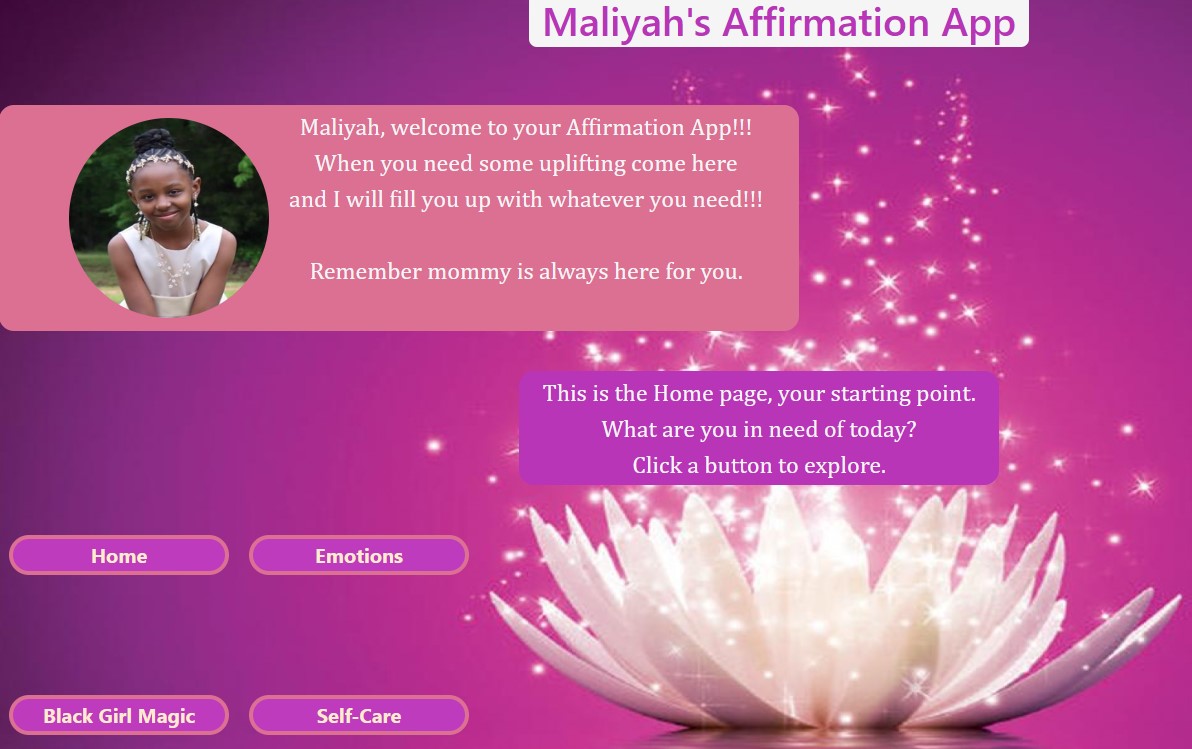 Maliyah's Affirmation App
Maliyah, welcome to your Affirmation App!!!
When you need some uplifting come here
and I will fill you up with whatever you need!!!
Remember mommy is always here for you.
This is the Home page, your starting point.
What are you in need of today?
Click a button to explore.
Home
Emotions
Black Girl Magic
Self-Care